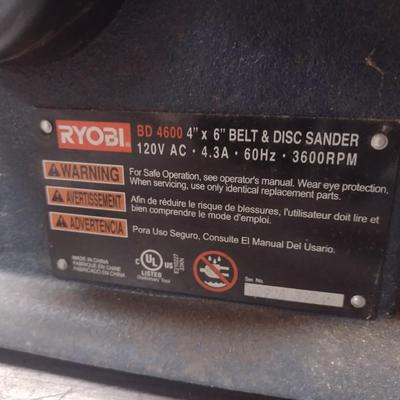 RYOBI BD 4600 4" x 6" BELT & DISC SANDER
120V AC • 4.3A • 60Hz • 3600RPM
WARNING
For Safe Operation, see operator's manual. Wear eye protection,
When servicing, use only identical replacement parts.
AVERTISSEMENT
Afin de réduire le risque de blessures, l'utilisateur doit lire et
bien comprendre le mode d'emploi.
ADVERTENCIA
Pora Uso Seguro, Consulte El Manual Del Usario.
MADE IN CHINA
FABRIQUE EN CHINE
FABRICADO EN CHINA
C UL US
LISTED
Stationary Tool
Ser. No.